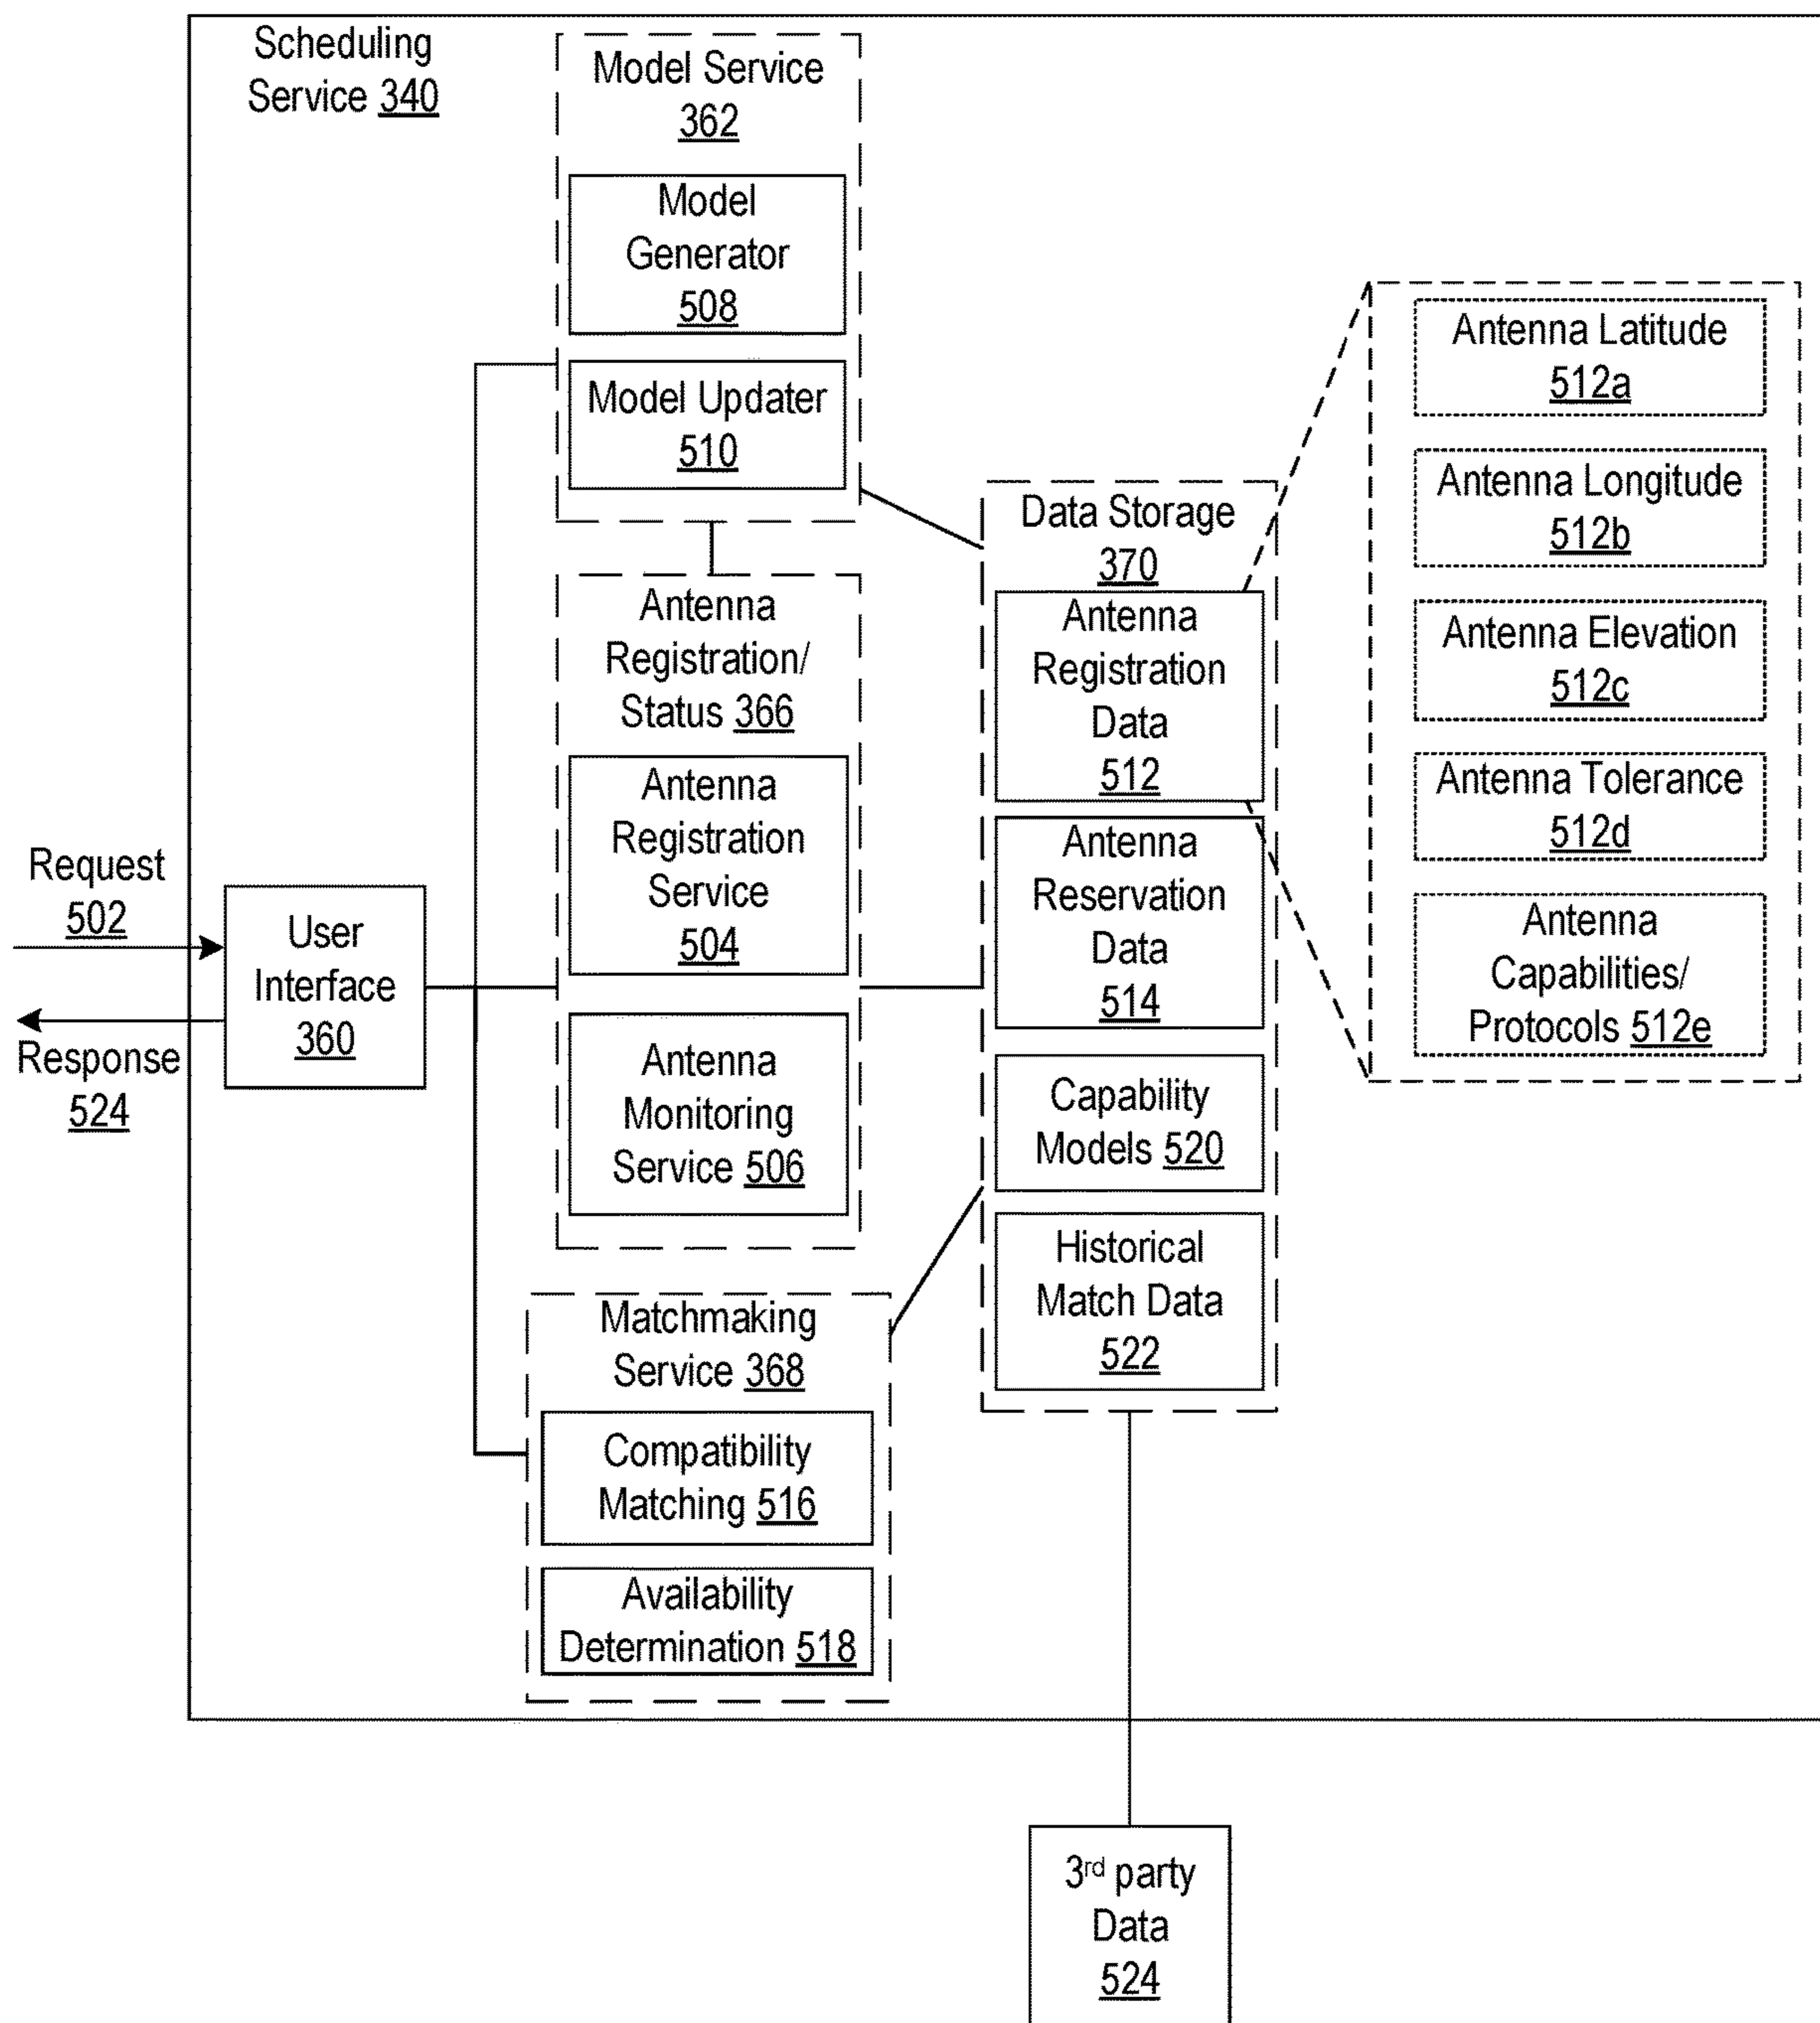 Scheduling
Service 340
Model Service
362
Model
Generator
508
Model Updater
510
Antenna
Registration/
Status 366
Antenna
Registration
Service
504
Antenna
Monitoring
Service 506
Request
502
Response
524
User
Interface
360
Matchmaking
Service 368
Compatibility
Matching 516
Availability
Determination 518
Data Storage
370
Antenna
Registration
Data
512
Antenna
Reservation
Data
514
Capability
Models 520
Historical
Match Data
522
Antenna Latitude
512a
Antenna Longitude
512b
Antenna Elevation
512c
Antenna Tolerance
512d
Antenna
Capabilities/
Protocols 512e
3rd party
Data
524